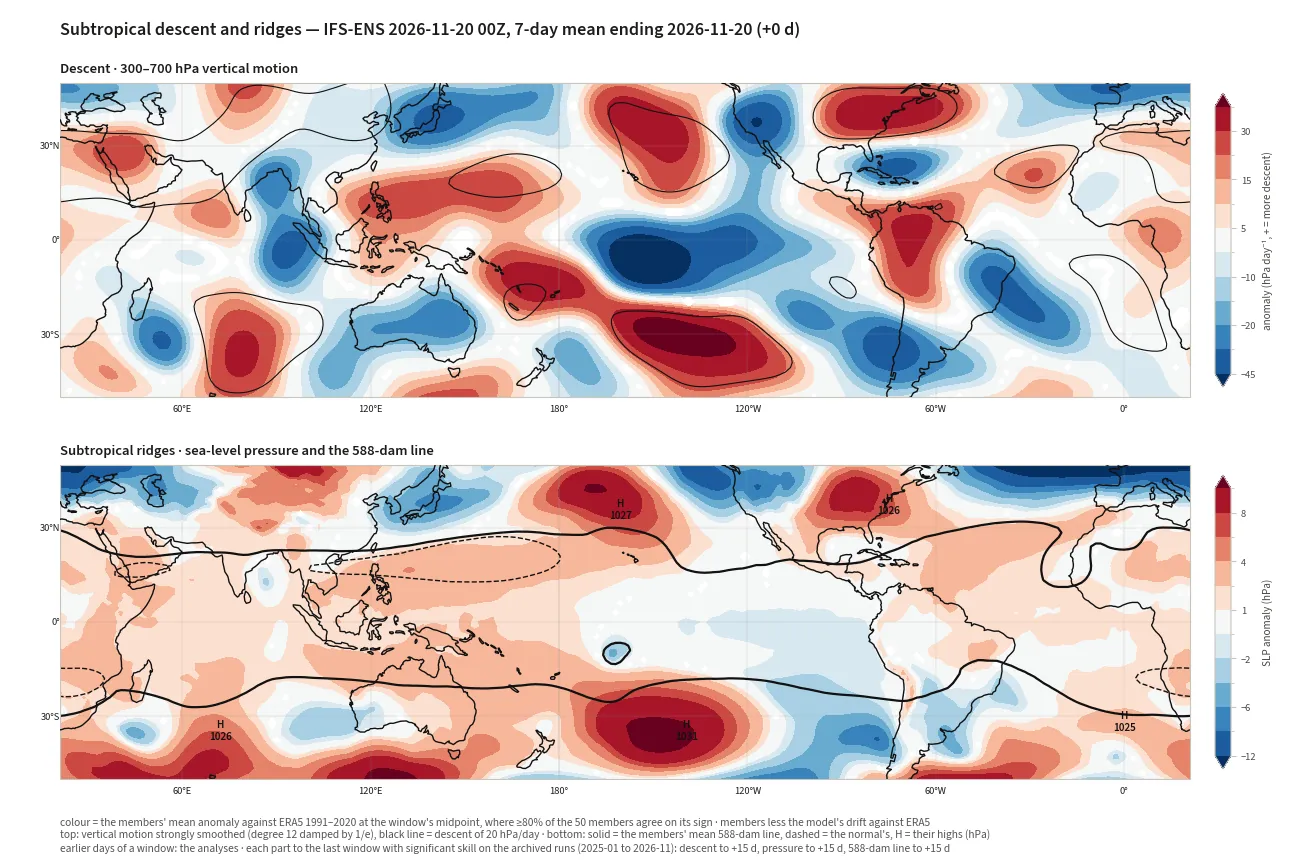 Subtropical descent and ridges — IFS-ENS 2026-11-20 00Z, 7-day mean ending 2026-11-20 (+0 d)
Descent · 300–700 hPa vertical motion
30°N
0°
30°S
60°E
120°E
180°
120°W
60°W
0°
30
15
5
−10
−20
−45
anomaly (hPa day⁻¹, + = more descent)
Subtropical ridges · sea-level pressure and the 588-dam line
H
1027
H
1026
H
1026
H
1031
H
1025
30°N
0°
30°S
60°E
120°E
180°
120°W
60°W
0°
8
4
1
−2
−6
−12
SLP anomaly (hPa)
colour = the members' mean anomaly against ERA5 1991–2020 at the window's midpoint, where ≥80% of the 50 members agree on its sign · members less the model's drift against ERA5
top: vertical motion strongly smoothed (degree 12 damped by 1/e), black line = descent of 20 hPa/day · bottom: solid = the members' mean 588-dam line, dashed = the normal's, H = their highs (hPa)
earlier days of a window: the analyses · each part to the last window with significant skill on the archived runs (2025-01 to 2026-11): descent to +15 d, pressure to +15 d, 588-dam line to +15 d